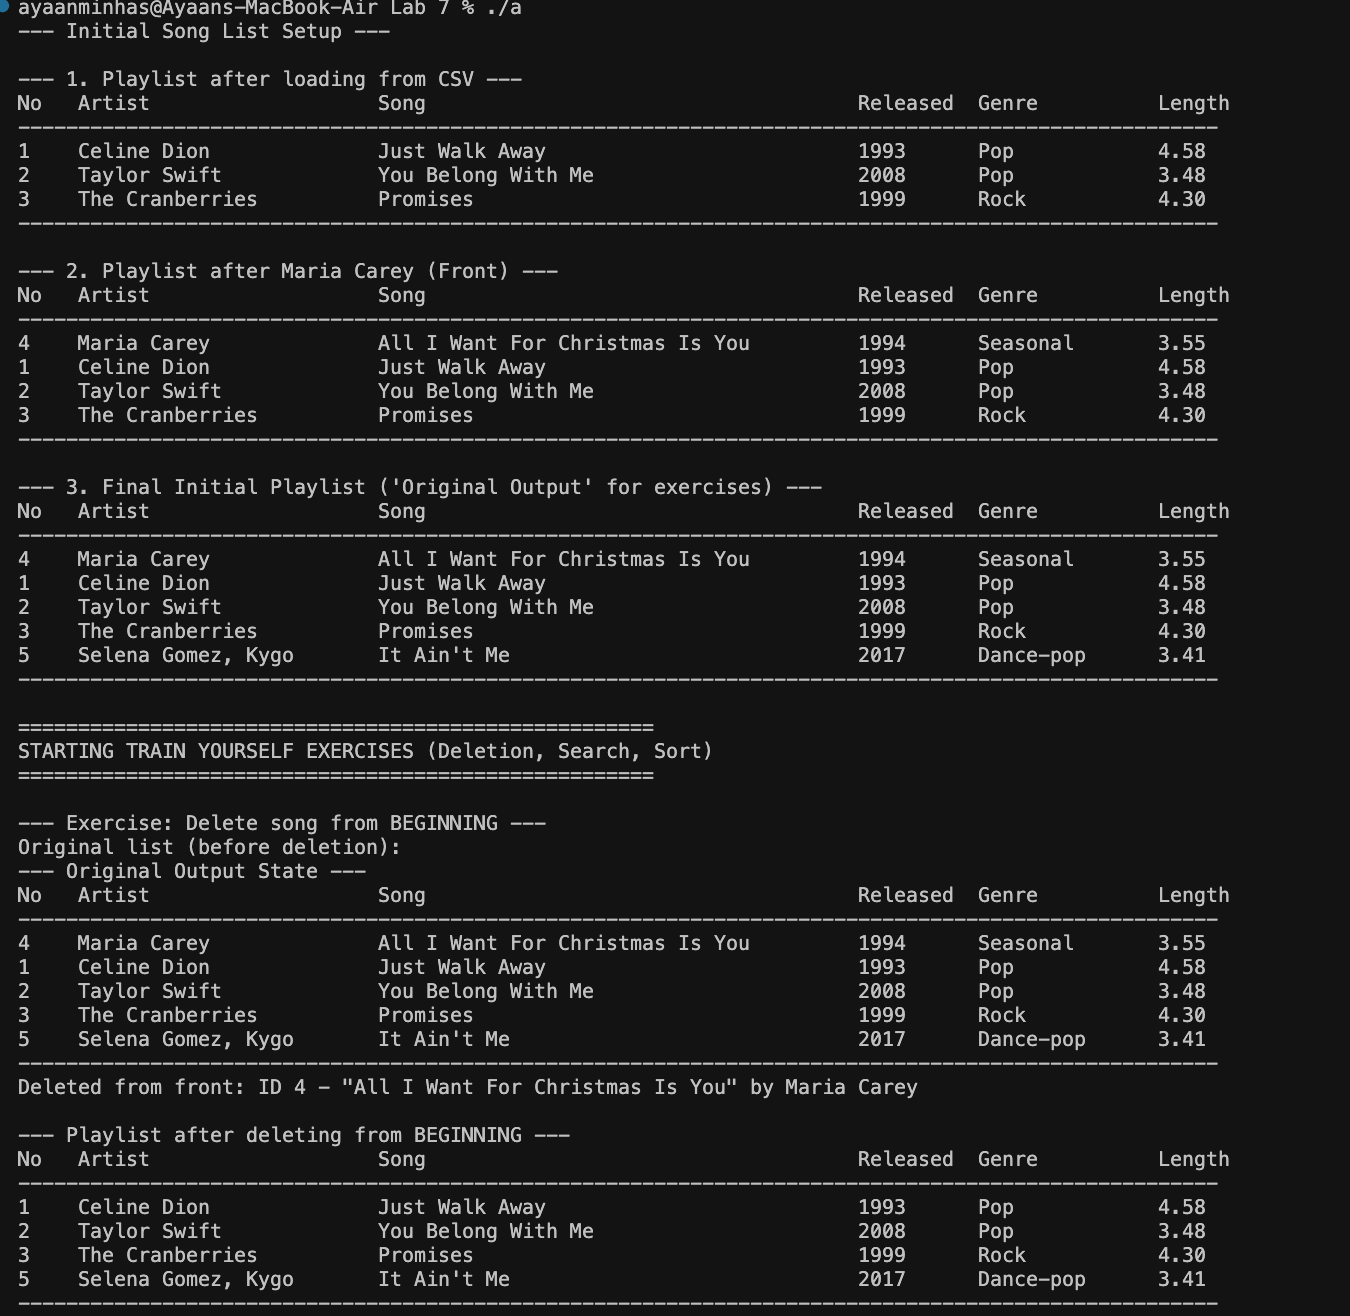 ayaanminhas@Ayaans-MacBook-Air Lab 7 % ./a
--- Initial Song List Setup ---
--- 1. Playlist after loading from CSV ---
No   Artist                   Song                                    Released  Genre          Length
----------------------------------------------------------------------------------------------------
1    Celine Dion              Just Walk Away                          1993      Pop            4.58
2    Taylor Swift             You Belong With Me                      2008      Pop            3.48
3    The Cranberries          Promises                                1999      Rock           4.30
----------------------------------------------------------------------------------------------------
--- 2. Playlist after Maria Carey (Front) ---
No   Artist                   Song                                    Released  Genre          Length
----------------------------------------------------------------------------------------------------
4    Maria Carey              All I Want For Christmas Is You         1994      Seasonal       3.55
1    Celine Dion              Just Walk Away                          1993      Pop            4.58
2    Taylor Swift             You Belong With Me                      2008      Pop            3.48
3    The Cranberries          Promises                                1999      Rock           4.30
----------------------------------------------------------------------------------------------------
--- 3. Final Initial Playlist ('Original Output' for exercises) ---
No   Artist                   Song                                    Released  Genre          Length
----------------------------------------------------------------------------------------------------
4    Maria Carey              All I Want For Christmas Is You         1994      Seasonal       3.55
1    Celine Dion              Just Walk Away                          1993      Pop            4.58
2    Taylor Swift             You Belong With Me                      2008      Pop            3.48
3    The Cranberries          Promises                                1999      Rock           4.30
5    Selena Gomez, Kygo       It Ain't Me                             2017      Dance-pop      3.41
----------------------------------------------------------------------------------------------------
=====================================================
STARTING TRAIN YOURSELF EXERCISES (Deletion, Search, Sort)
=====================================================
--- Exercise: Delete song from BEGINNING ---
Original list (before deletion):
--- Original Output State ---
No   Artist                   Song                                    Released  Genre          Length
----------------------------------------------------------------------------------------------------
4    Maria Carey              All I Want For Christmas Is You         1994      Seasonal       3.55
1    Celine Dion              Just Walk Away                          1993      Pop            4.58
2    Taylor Swift             You Belong With Me                      2008      Pop            3.48
3    The Cranberries          Promises                                1999      Rock           4.30
5    Selena Gomez, Kygo       It Ain't Me                             2017      Dance-pop      3.41
----------------------------------------------------------------------------------------------------
Deleted from front: ID 4 - "All I Want For Christmas Is You" by Maria Carey
--- Playlist after deleting from BEGINNING ---
No   Artist                   Song                                    Released  Genre          Length
----------------------------------------------------------------------------------------------------
1    Celine Dion              Just Walk Away                          1993      Pop            4.58
2    Taylor Swift             You Belong With Me                      2008      Pop            3.48
3    The Cranberries          Promises                                1999      Rock           4.30
5    Selena Gomez, Kygo       It Ain't Me                             2017      Dance-pop      3.41
----------------------------------------------------------------------------------------------------